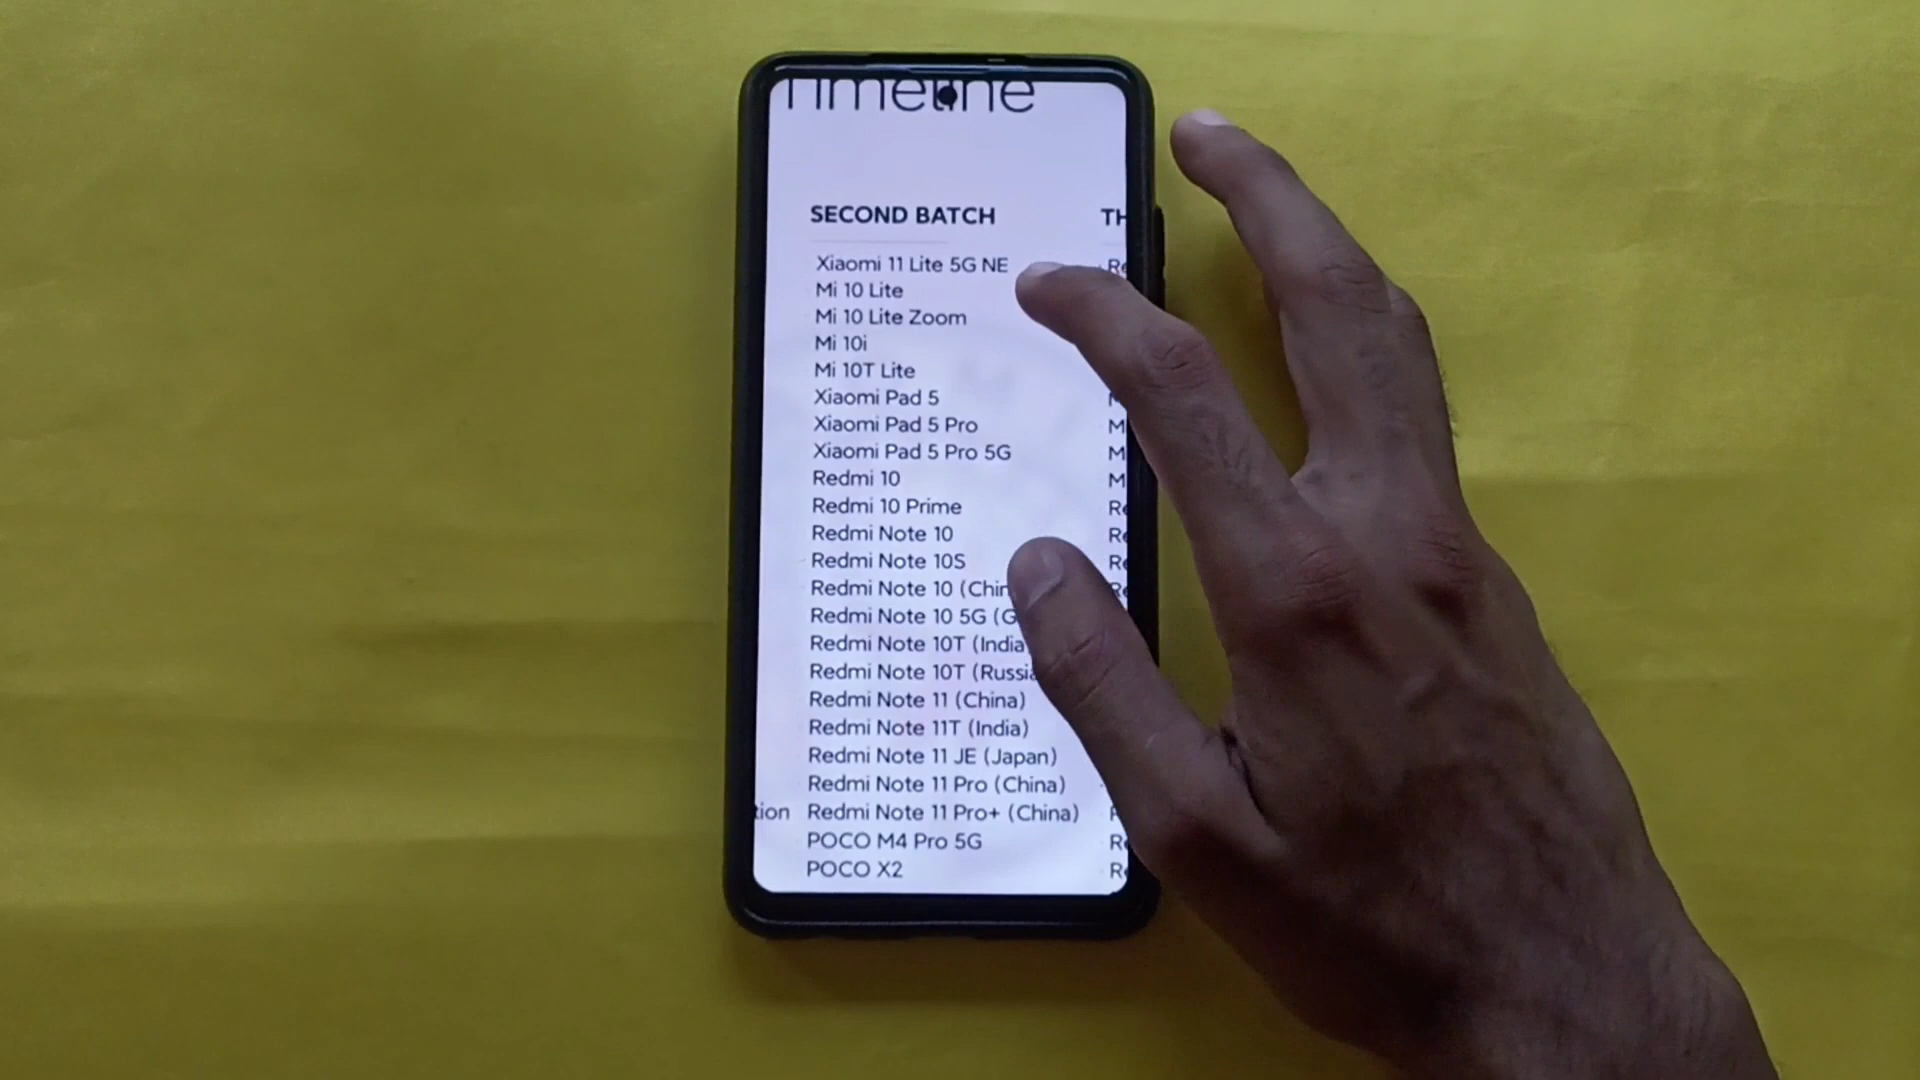 Timeline
SECOND BATCH
Xiaomi 11 Lite 5G NE
Mi 10 Lite
Mi 10 Lite Zoom
Mi 10i
Mi 10T Lite
Xiaomi Pad 5
Xiaomi Pad 5 Pro
Xiaomi Pad 5 Pro 5G
Redmi 10
Redmi 10 Prime
Redmi Note 10
Redmi Note 10S
Redmi Note 10 (Chin
Redmi Note 10 5G (G
Redmi Note 10T (India
Redmi Note 10T (Russia
Redmi Note 11 (China)
Redmi Note 11T (India)
Redmi Note 11 JE (Japan)
Redmi Note 11 Pro (China)
tion Redmi Note 11 Pro+ (China)
POCO M4 Pro 5G
POCO X2